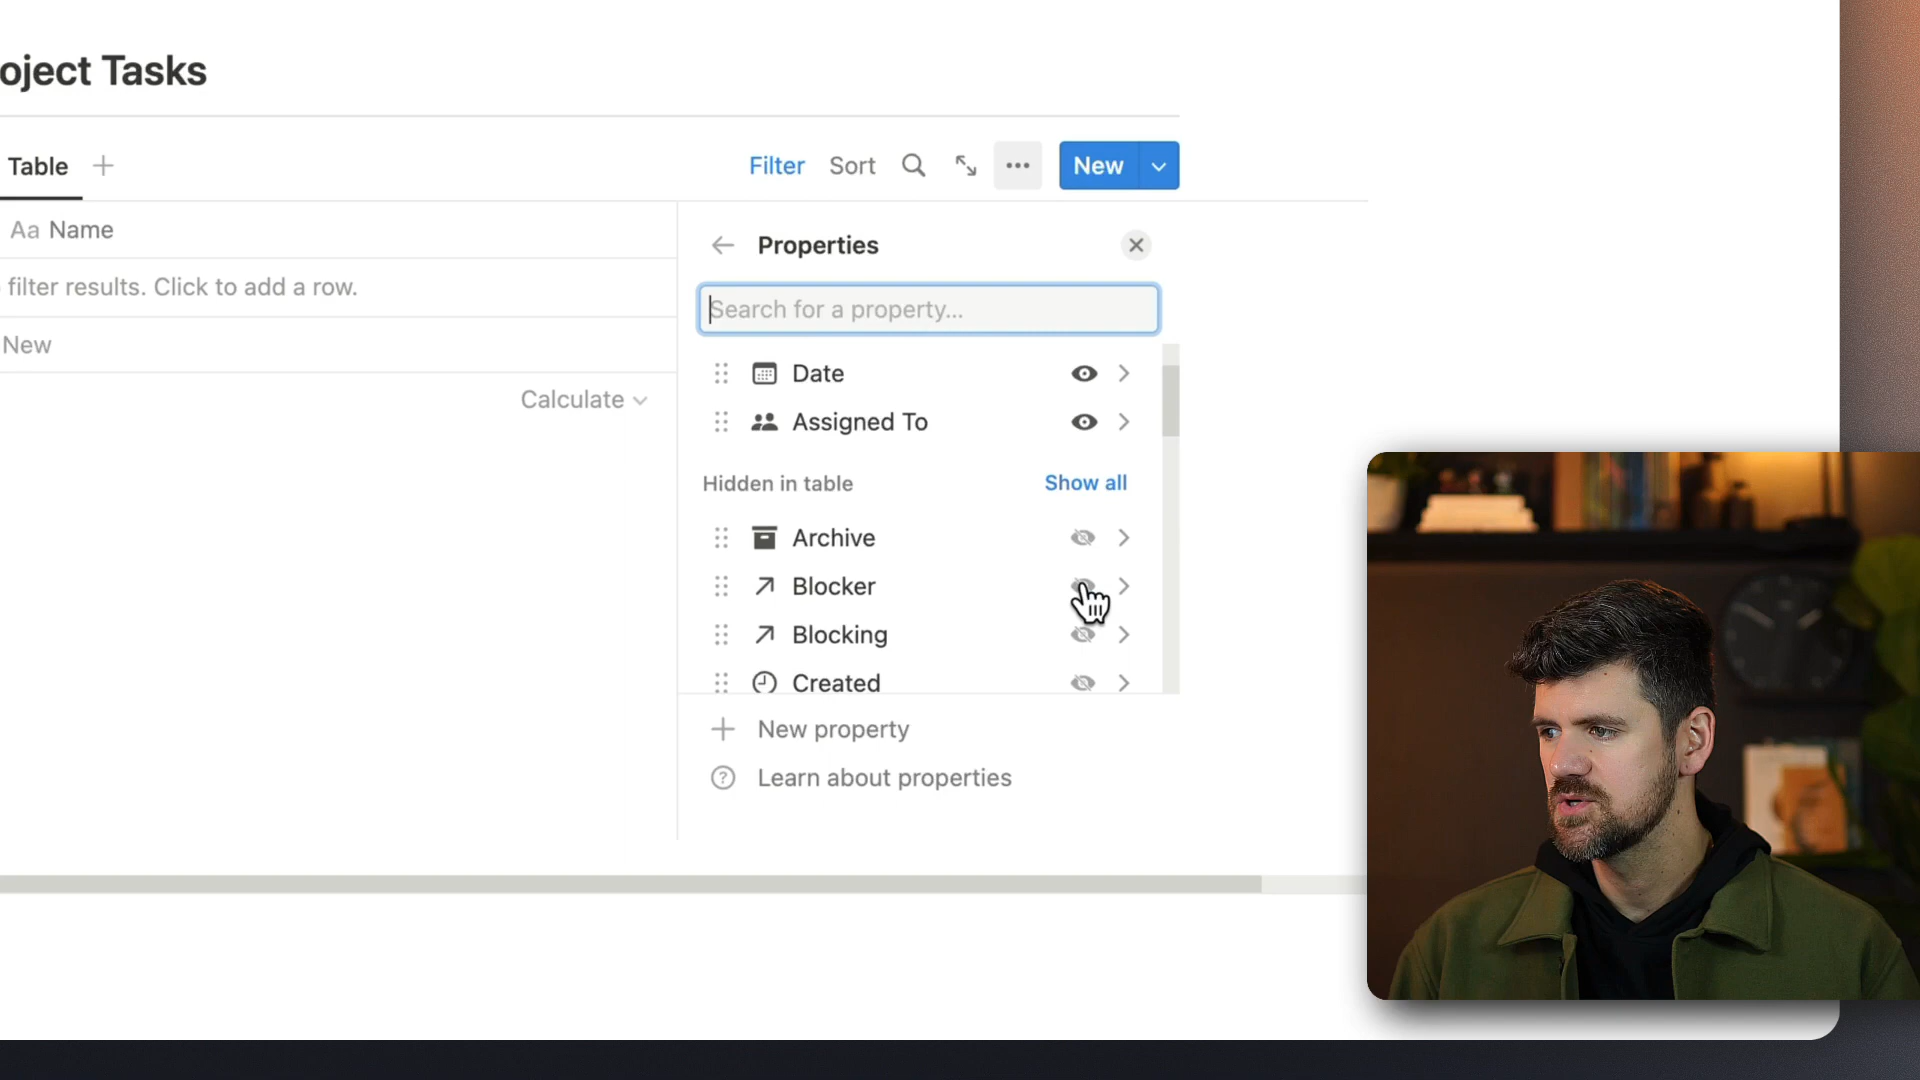 oject Tasks
Table
Filter Sort New
Aa Name
Properties
filter results. Click to add a row.
Search for a property...
New
Date
Calculate
Assigned To
Hidden in table Show all
Archive
Blocker
Blocking
Created
New property
Learn about properties